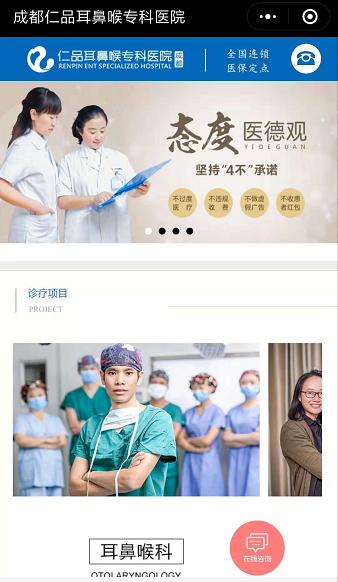 成都仁品耳鼻喉专科医院
仁品耳鼻喉专科医院
RENPIN ENT SPECIALIZED HOSPITAL
全国连锁
医保定点
态度 医德观
YIDEGUAN
坚持“4不”承诺
不过度
医疗
不违规
收费
不做虚
假广告
不收患
者红包
诊疗项目
PROJECT
耳鼻喉科
OTOLARYNGOLOGY
在线咨询